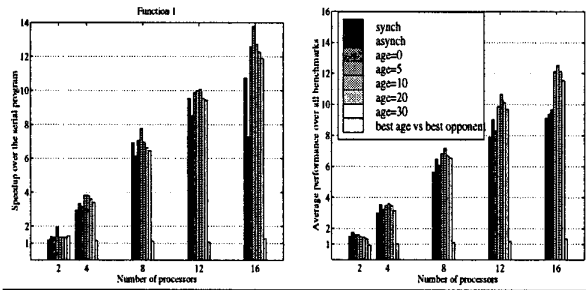 Function 1
Speedup over the serial program
14
12
10
8
6
4
2
1
2
4
8
12
16
Number of processors
Average performance over all benchmarks
16
14
12
10
8
6
4
2
1
synch
asynch
age=0
age=5
age=10
age=20
age=30
best age vs best opponent
2
4
8
12
16
Number of processors